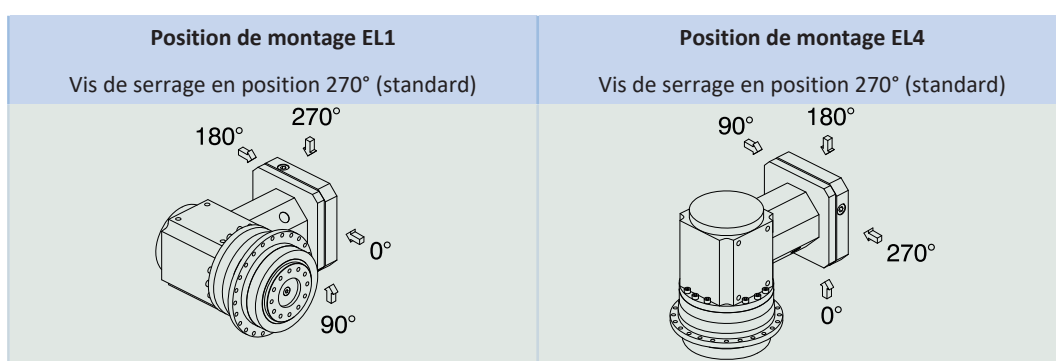 Position de montage EL1
Position de montage EL4
Vis de serrage en position 270° (standard)
Vis de serrage en position 270° (standard)
180°
270°
0°
90°
90°
180°
270°
0°